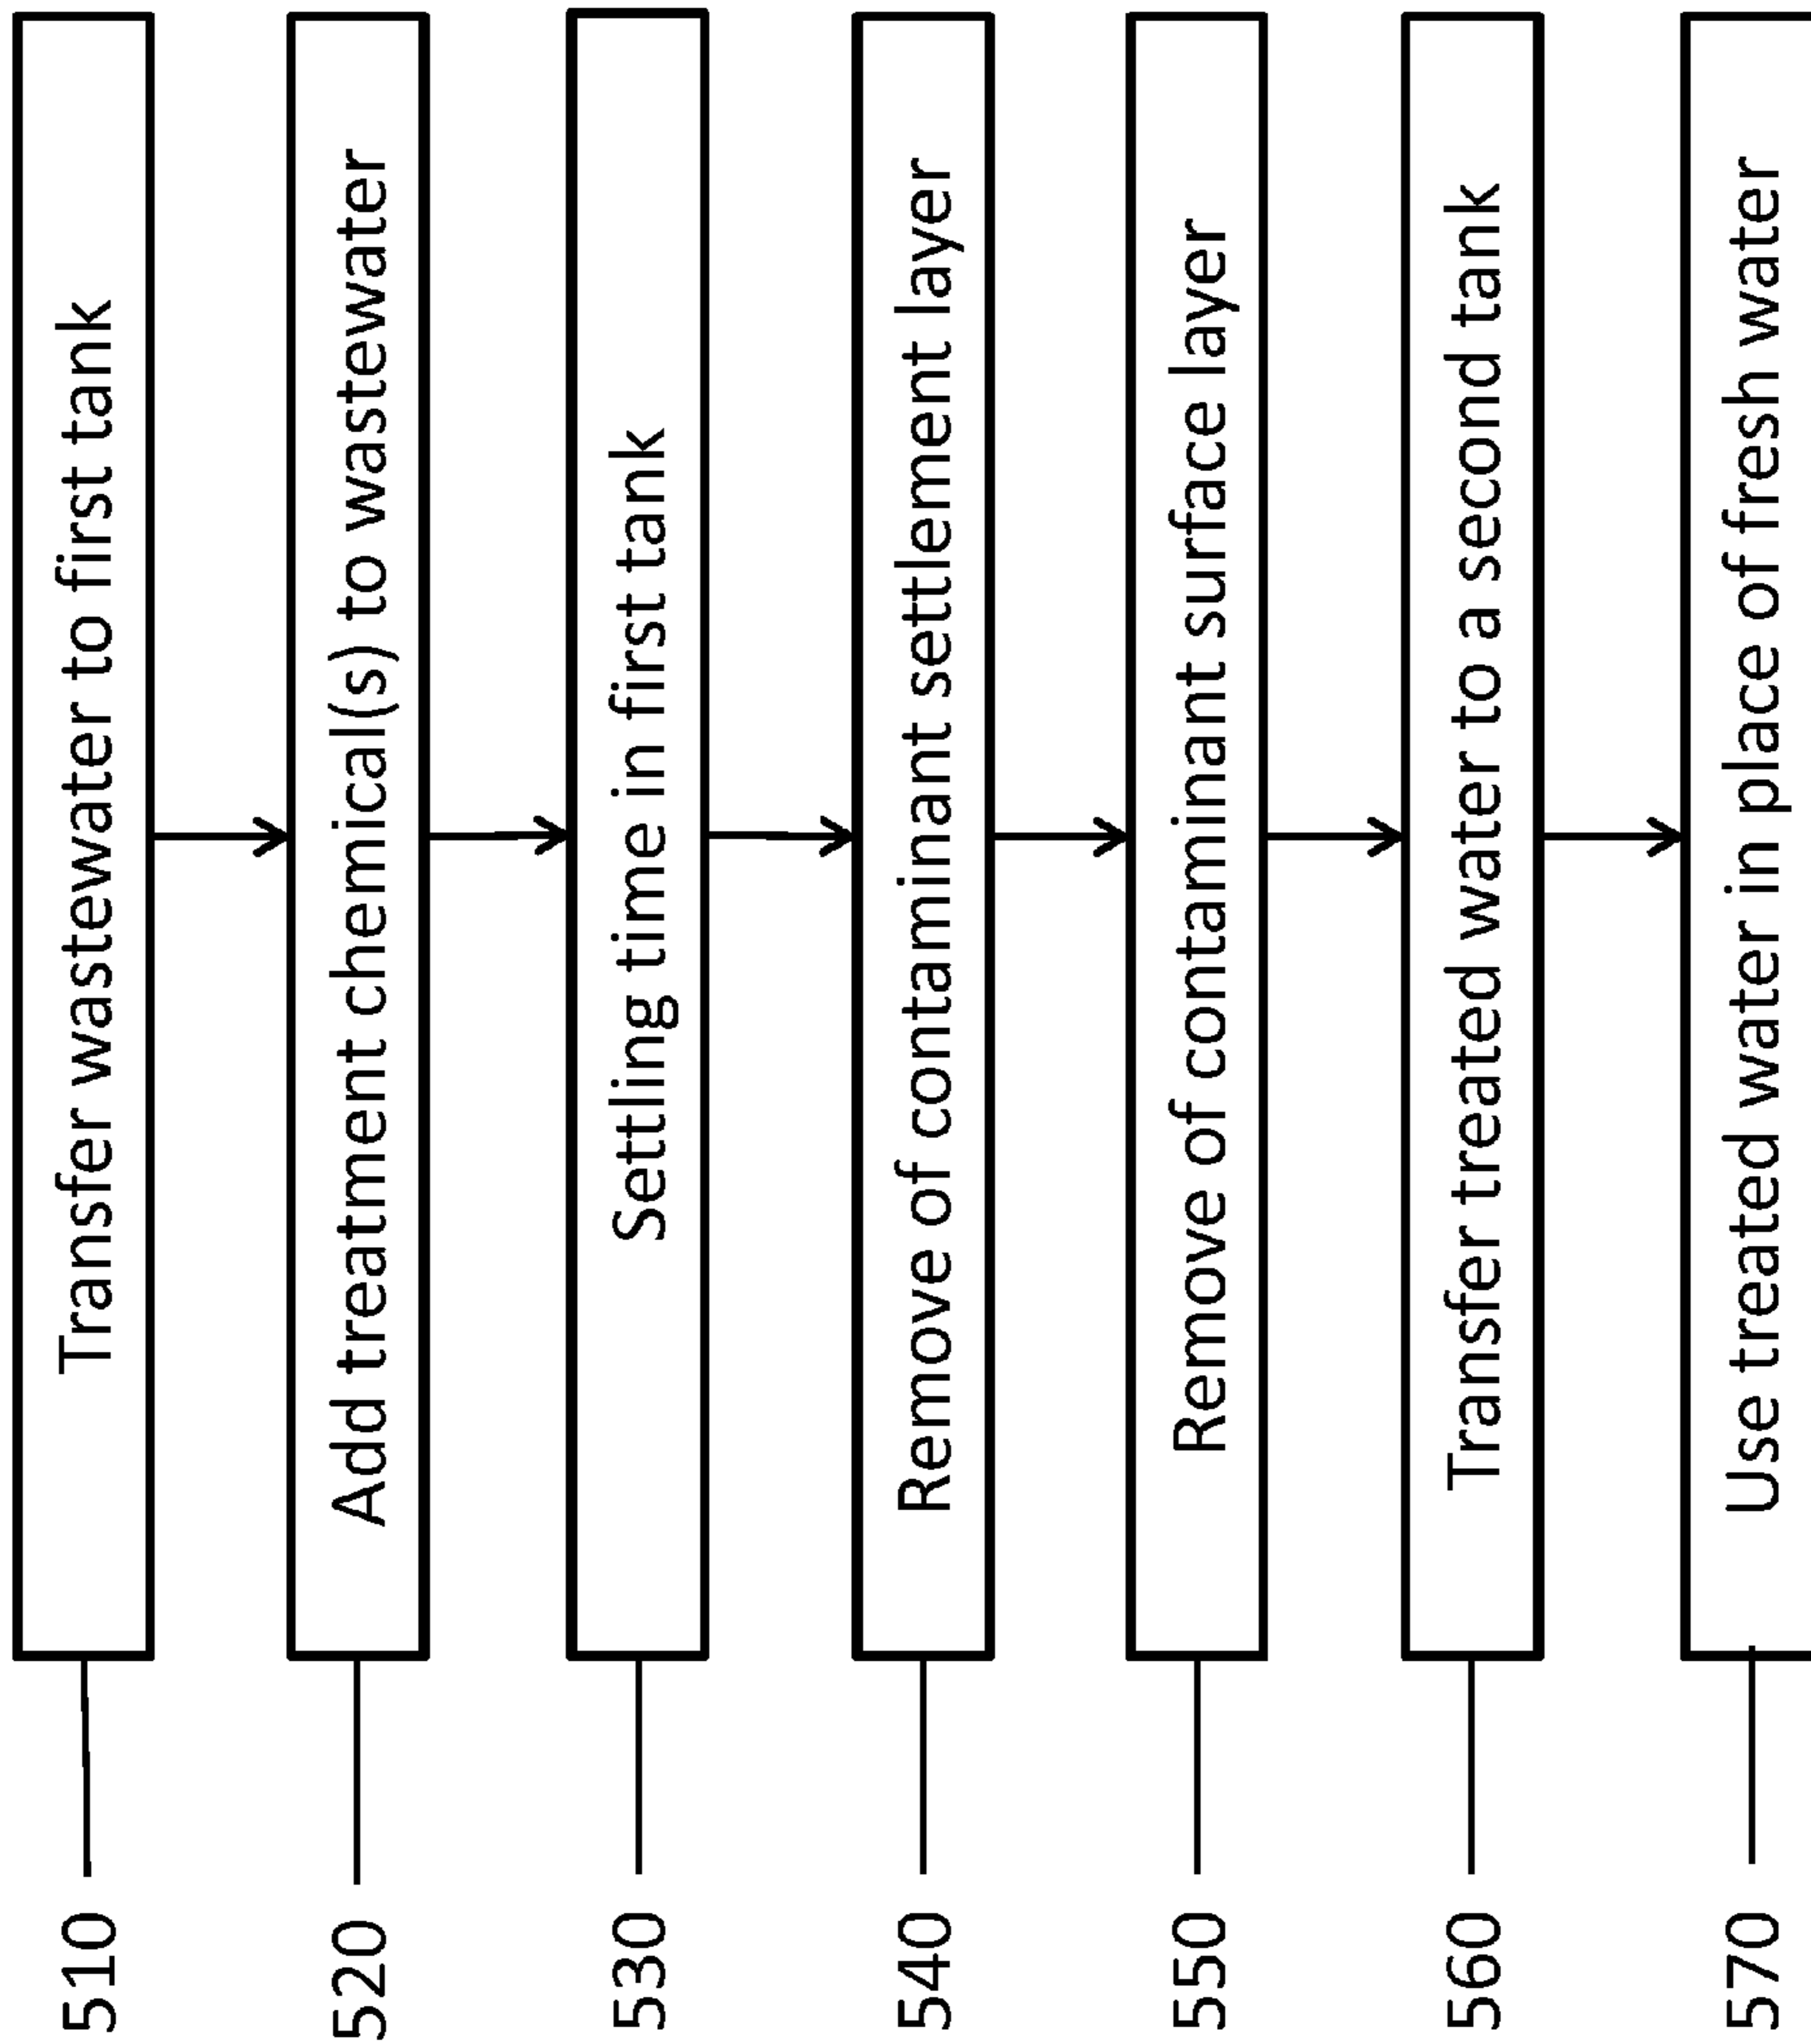 510 Transfer wastewater to first tank
520 Add treatment chemical(s) to wastewater
530 Settling time in first tank
540 Remove of contaminant settlement layer
550 Remove of contaminant surface layer
560 Transfer treated water to a second tank
570 Use treated water in place of fresh water